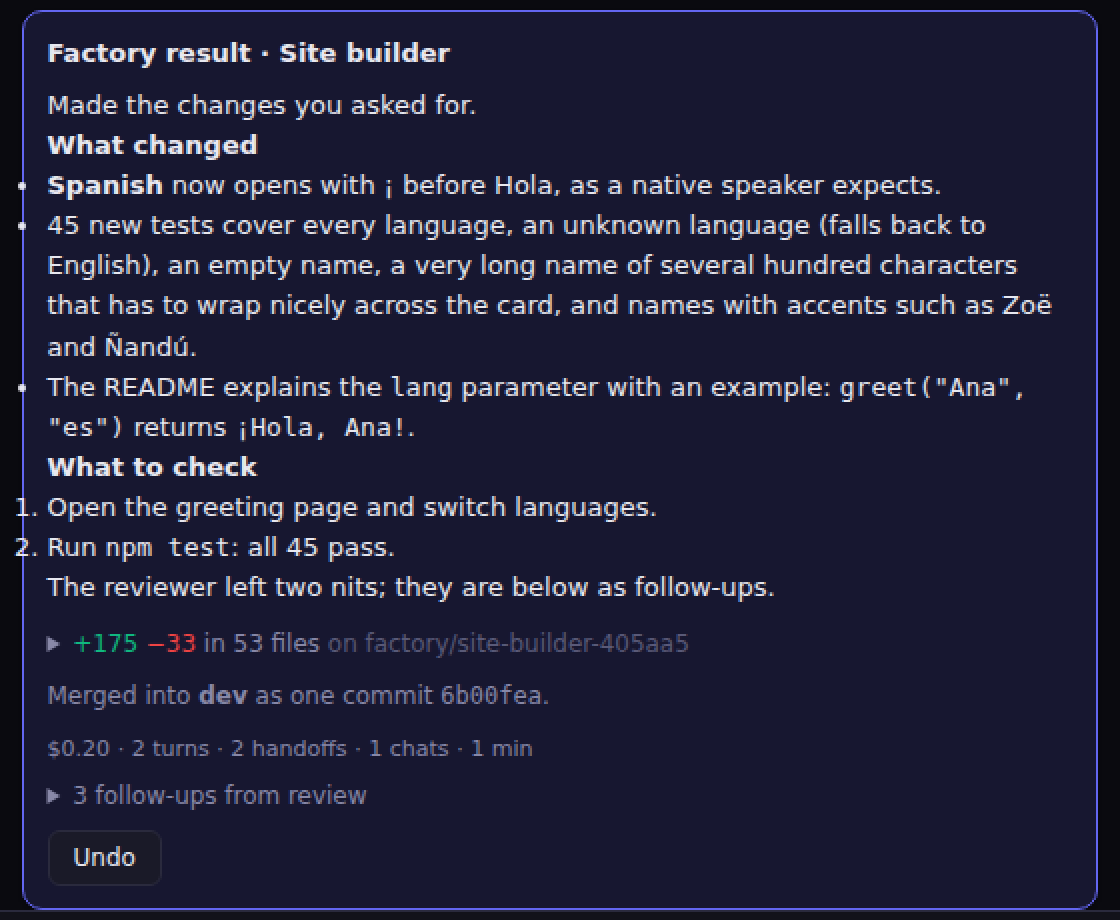 Factory result · Site builder
Made the changes you asked for.
What changed
• Spanish now opens with ¡ before Hola, as a native speaker expects.
• 45 new tests cover every language, an unknown language (falls back to
English), an empty name, a very long name of several hundred characters
that has to wrap nicely across the card, and names with accents such as Zoë
and Ñandú.
• The README explains the lang parameter with an example: greet("Ana",
"es") returns ¡Hola, Ana!.
What to check
1. Open the greeting page and switch languages.
2. Run npm test: all 45 pass.
The reviewer left two nits; they are below as follow-ups.
▶ +175 −33 in 53 files on factory/site-builder-405aa5
Merged into dev as one commit 6b00fea.
$0.20 · 2 turns · 2 handoffs · 1 chats · 1 min
▶ 3 follow-ups from review
Undo